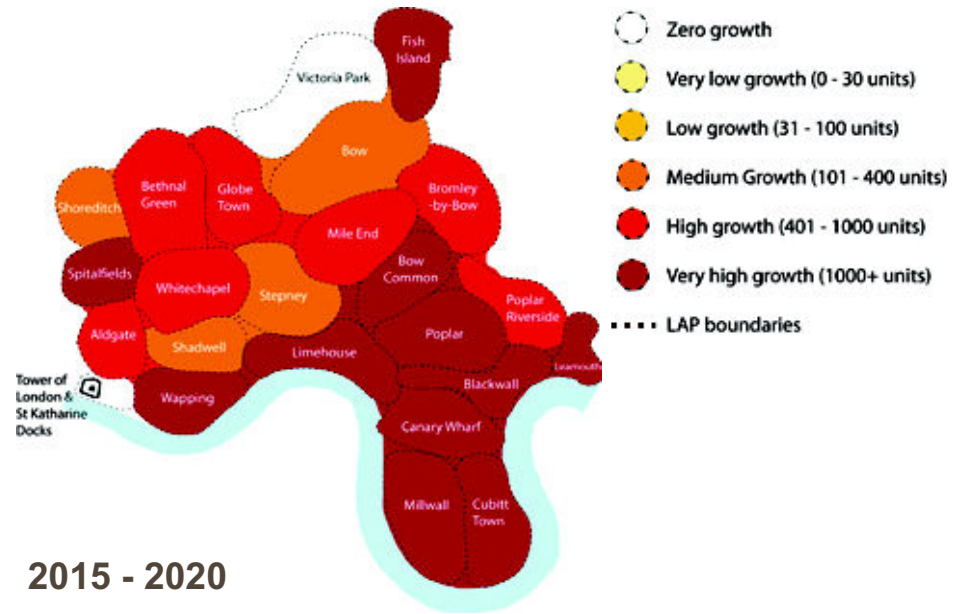 Fish
Island
Victoria Park
Bow
Bethnal
Green
Globe
Town
Bromley
-by-Bow
Shoreditch
Mile End
Spitalfields
Bow
Common
Whitechapel
Stepney
Poplar
Riverside
Aldgate
Poplar
Shadwell
Limehouse
Leamouth
Blackwall
Tower of
London &
St Katharine
Docks
Wapping
Canary Wharf
Millwall
Cubitt
Town
2015 - 2020
Zero growth
Very low growth (0 - 30 units)
Low growth (31 - 100 units)
Medium Growth (101 - 400 units)
High growth (401 - 1000 units)
Very high growth (1000+ units)
LAP boundaries